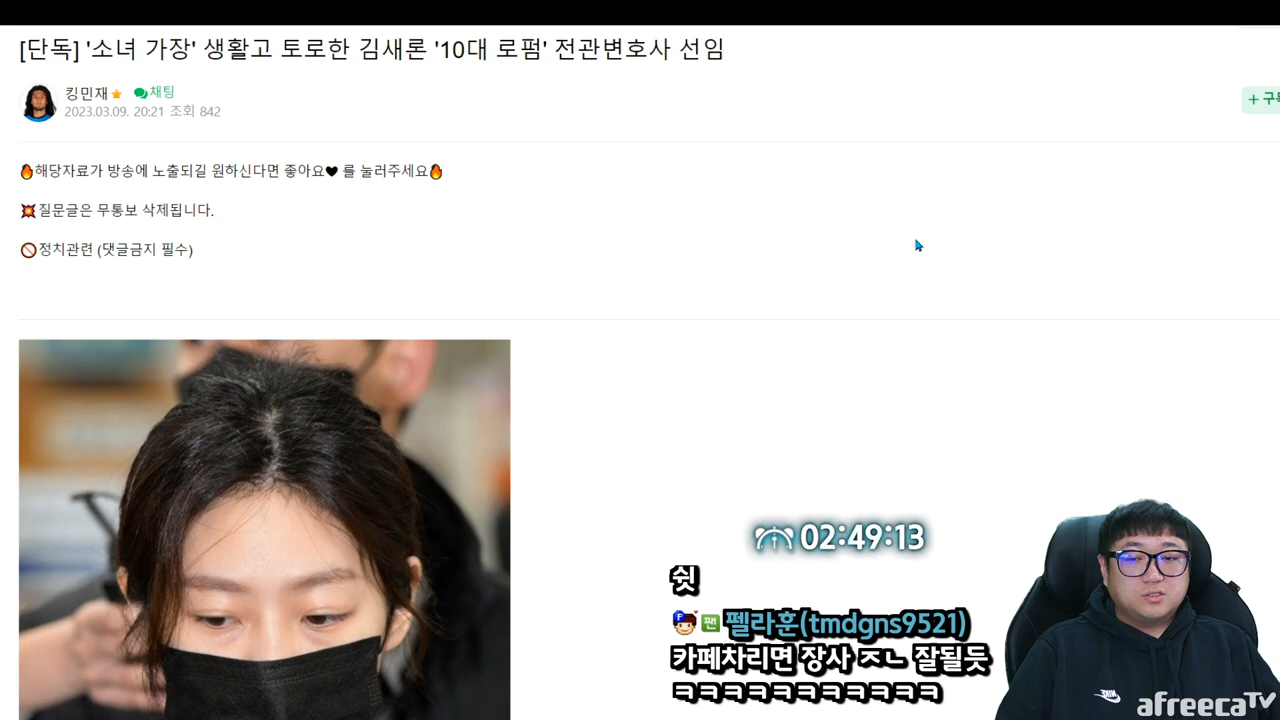 [단독] '소녀 가장' 생활고 토로한 김새론 '10대 로펌' 전관변호사 선임
킹민재 채팅
2023.03.09. 20:21 조회 842
+ 구독
🔥해당자료가 방송에 노출되길 원하신다면 좋아요🖤 를 눌러주세요🔥
💥질문글은 무통보 삭제됩니다.
🚫정치관련 (댓글금지 필수)
02:49:13
쉿
F 팬 펠라훈(tmdgns9521)
카페차리면 장사 ㅈㄴ 잘될듯
ㅋㅋㅋㅋㅋㅋㅋㅋㅋㅋㅋ
afreecaTV